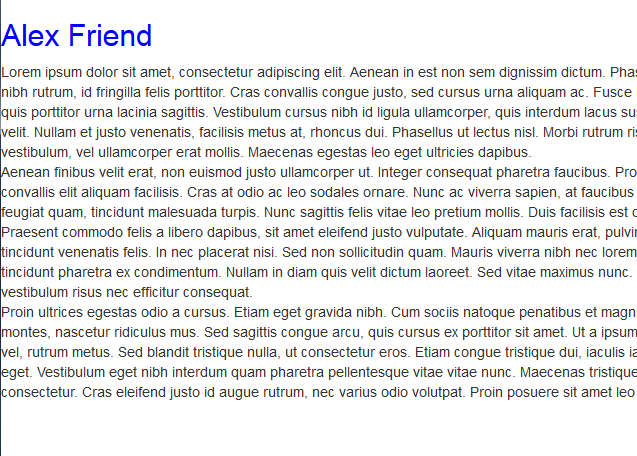 Alex Friend
Lorem ipsum dolor sit amet, consectetur adipiscing elit. Aenean in est non sem dignissim dictum. Phas
nibh rutrum, id fringilla felis porttitor. Cras convallis congue justo, sed cursus urna aliquam ac. Fusce
quis porttitor urna lacinia sagittis. Vestibulum cursus nibh id ligula ullamcorper, quis interdum lacus sus
velit. Nullam et justo venenatis, facilisis metus at, rhoncus dui. Phasellus ut lectus nisl. Morbi rutrum ris
vestibulum, vel ullamcorper erat mollis. Maecenas egestas leo eget ultricies dapibus.
Aenean finibus velit erat, non euismod justo ullamcorper ut. Integer consequat pharetra faucibus. Pro
convallis elit aliquam facilisis. Cras at odio ac leo sodales ornare. Nunc ac viverra sapien, at faucibus
feugiat quam, tincidunt malesuada turpis. Nunc sagittis felis vitae leo pretium mollis. Duis facilisis est c
Praesent commodo felis a libero dapibus, sit amet eleifend justo vulputate. Aliquam mauris erat, pulvin
tincidunt venenatis felis. In nec placerat nisi. Sed non sollicitudin quam. Mauris viverra nibh nec lorem
tincidunt pharetra ex condimentum. Nullam in diam quis velit dictum laoreet. Sed vitae maximus nunc.
vestibulum risus nec efficitur consequat.
Proin ultrices egestas odio a cursus. Etiam eget gravida nibh. Cum sociis natoque penatibus et magn
montes, nascetur ridiculus mus. Sed sagittis congue arcu, quis cursus ex porttitor sit amet. Ut a ipsum
vel, rutrum metus. Sed blandit tristique nulla, ut consectetur eros. Etiam congue tristique dui, iaculis ia
eget. Vestibulum eget nibh interdum quam pharetra pellentesque vitae vitae nunc. Maecenas tristique
consectetur. Cras eleifend justo id augue rutrum, nec varius odio volutpat. Proin posuere sit amet leo